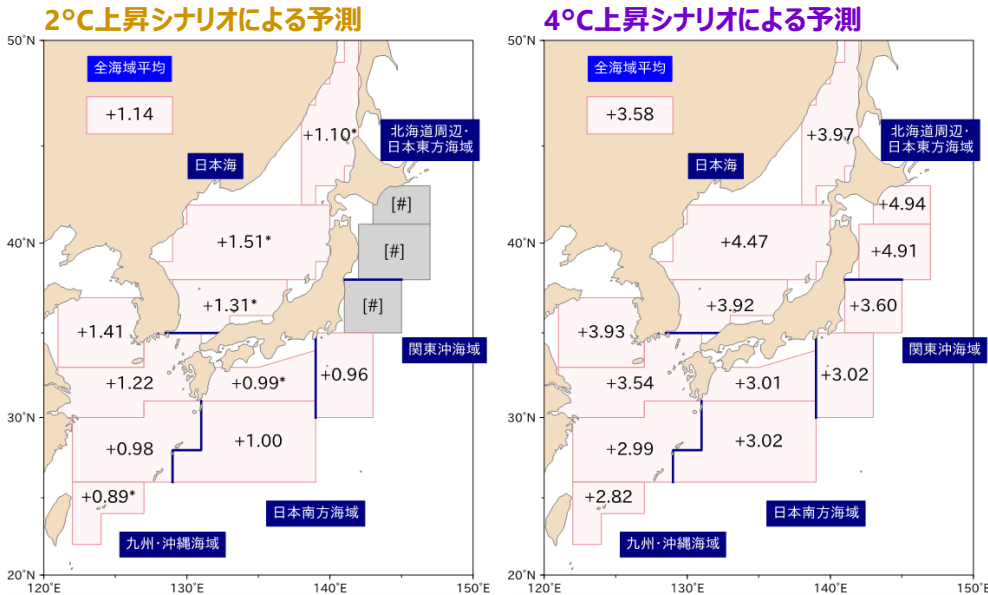 2°C上昇シナリオによる予測
50°N
全海域平均
+1.14
+1.10*
北海道周辺・
日本東方海域
日本海
[#]
40°N
+1.51*
[#]
+1.31*
[#]
+1.41
関東沖海域
+1.22
+0.99*
+0.96
30°N
+0.98
+1.00
+0.89*
日本南方海域
九州・沖縄海域
20°N
120°E
130°E
140°E
150°E
4°C上昇シナリオによる予測
50°N
全海域平均
+3.58
+3.97
北海道周辺・
日本東方海域
日本海
+4.94
40°N
+4.47
+4.91
+3.92
+3.60
+3.93
関東沖海域
+3.54
+3.01
+3.02
30°N
+2.99
+3.02
+2.82
日本南方海域
九州・沖縄海域
20°N
120°E
130°E
140°E
150°E